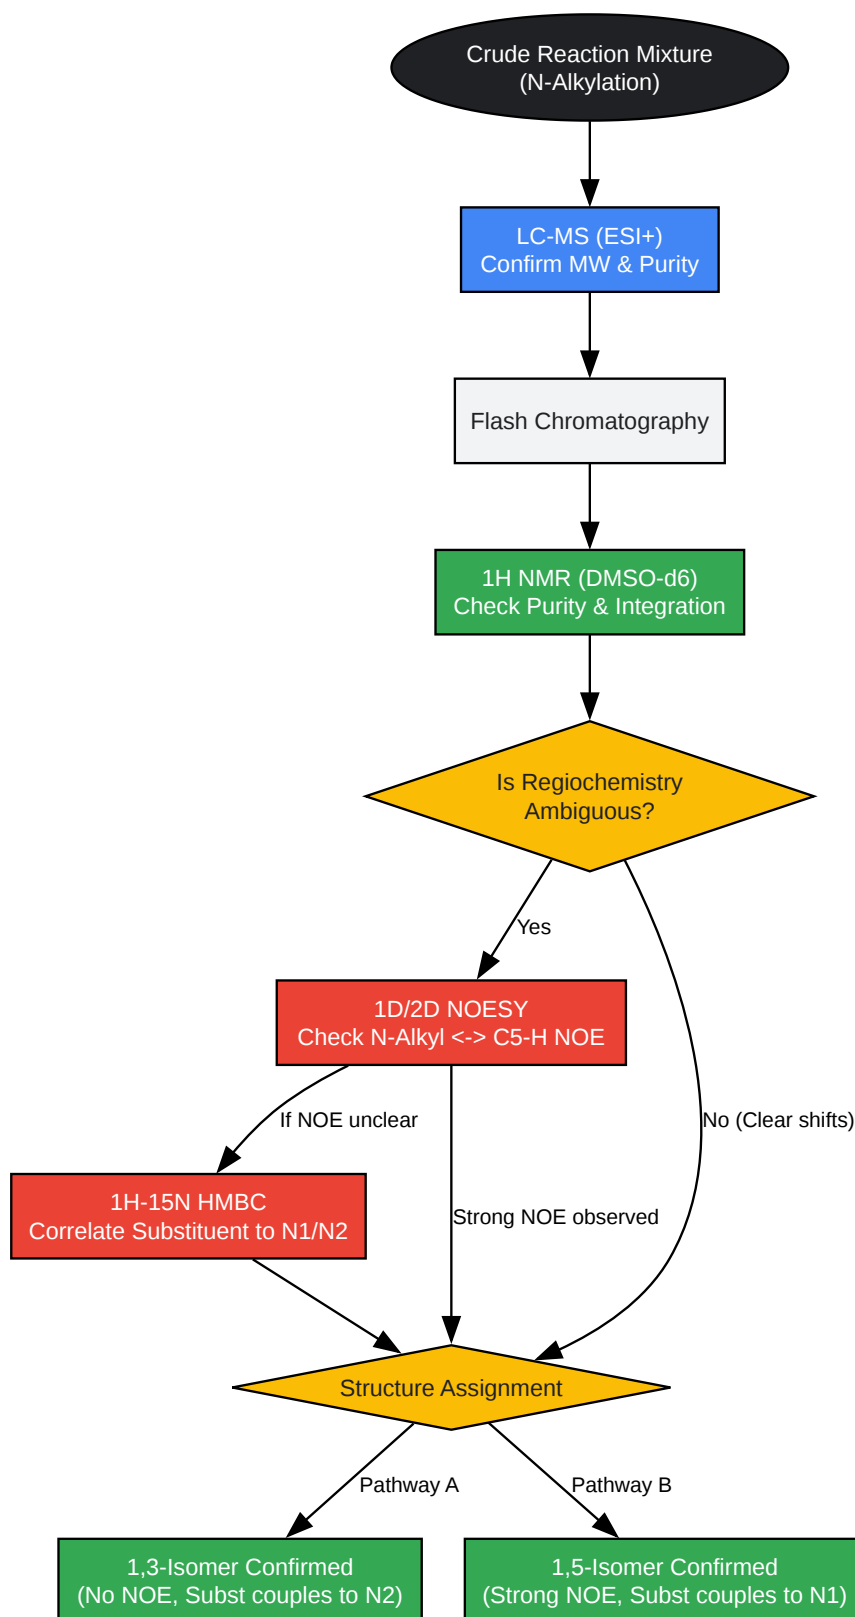 Crude Reaction Mixture
(N-Alkylation)
LC-MS (ESI+)
Confirm MW & Purity
Flash Chromatography
1H NMR (DMSO-d6)
Check Purity & Integration
Is Regiochemistry
Ambiguous?
Yes
1D/2D NOESY
Check N-Alkyl <-> C5-H NOE
If NOE unclear
No (Clear shifts)
1H-15N HMBC
Correlate Substituent to N1/N2
Strong NOE observed
Structure Assignment
Pathway A
Pathway B
1,3-Isomer Confirmed
(No NOE, Subst couples to N2)
1,5-Isomer Confirmed
(Strong NOE, Subst couples to N1)